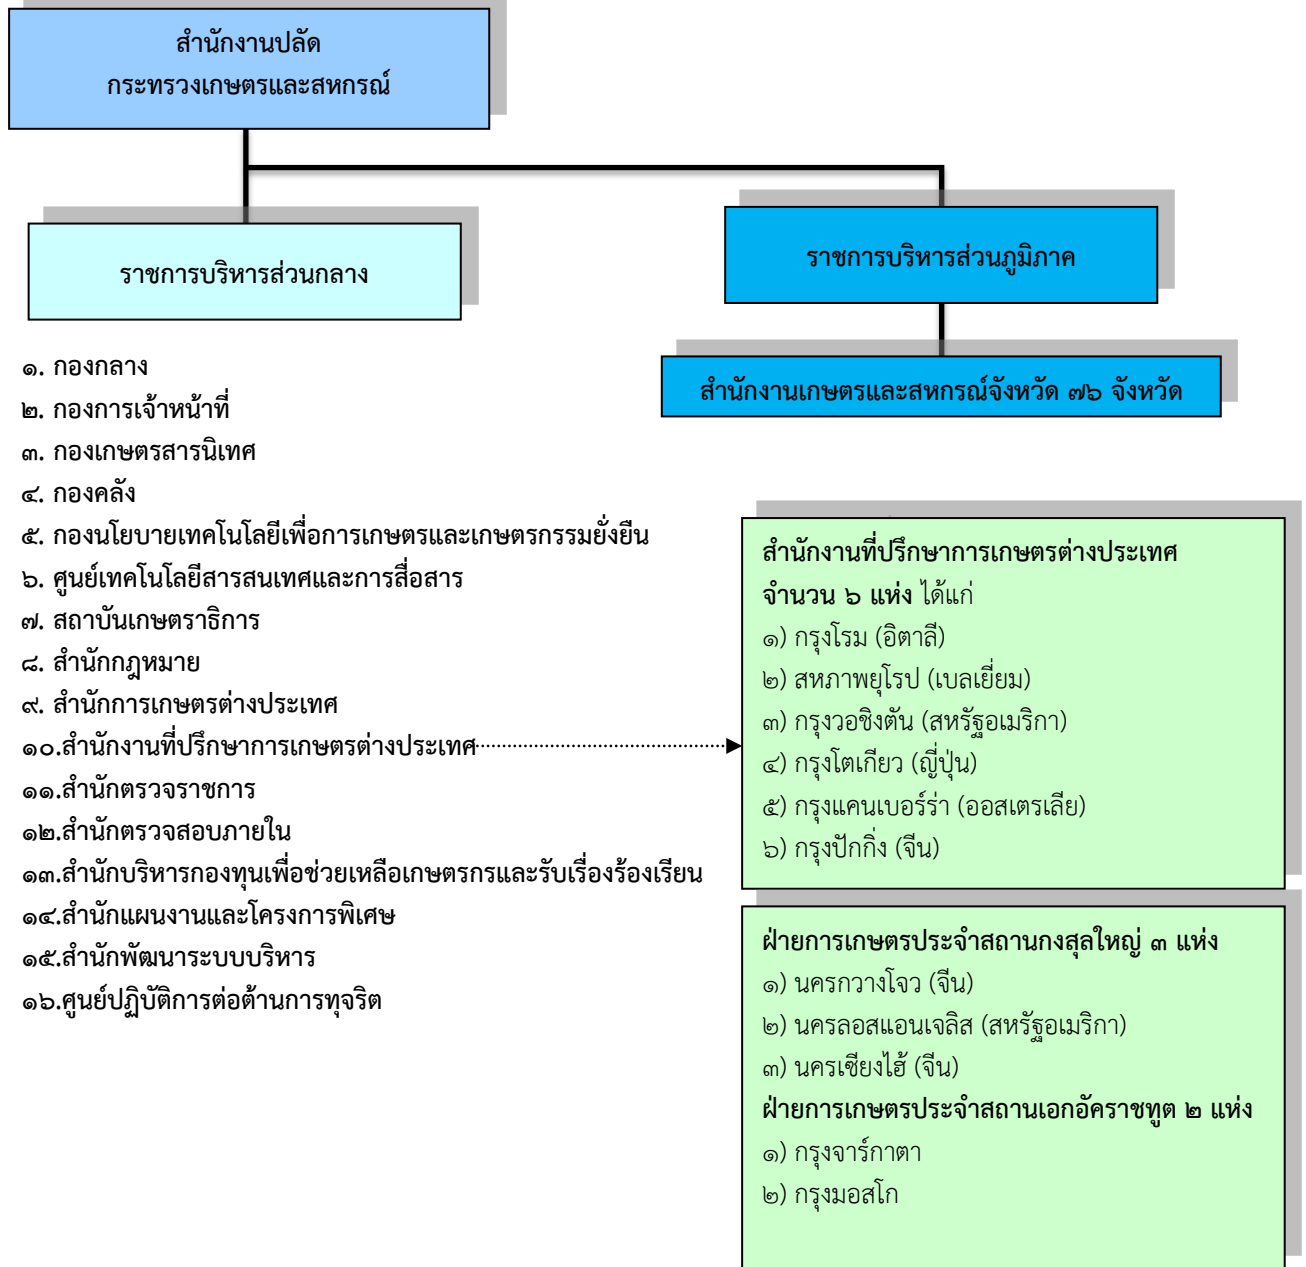 สำนักงานปลัด
กระทรวงเกษตรและสหกรณ์
ราชการบริหารส่วนกลาง
ราชการบริหารส่วนภูมิภาค
สำนักงานเกษตรและสหกรณ์จังหวัด ๗๖ จังหวัด
๑. กองกลาง
๒. กองการเจ้าหน้าที่
๓. กองเกษตรสารนิเทศ
๔. กองคลัง
๕. กองนโยบายเทคโนโลยีเพื่อการเกษตรและเกษตรกรรมยั่งยืน
๖. ศูนย์เทคโนโลยีสารสนเทศและการสื่อสาร
๗. สถาบันเกษตราธิการ
๘. สำนักกฎหมาย
๙. สำนักการเกษตรต่างประเทศ
๑๐.สำนักงานที่ปรึกษาการเกษตรต่างประเทศ
๑๑.สำนักตรวจราชการ
๑๒.สำนักตรวจสอบภายใน
๑๓.สำนักบริหารกองทุนเพื่อช่วยเหลือเกษตรกรและรับเรื่องร้องเรียน
๑๔.สำนักแผนงานและโครงการพิเศษ
๑๕.สำนักพัฒนาระบบบริหาร
๑๖.ศูนย์ปฏิบัติการต่อต้านการทุจริต
สำนักงานที่ปรึกษาการเกษตรต่างประเทศ
จำนวน ๖ แห่ง ได้แก่
๑) กรุงโรม (อิตาลี)
๒) สหภาพยุโรป (เบลเยี่ยม)
๓) กรุงวอชิงตัน (สหรัฐอเมริกา)
๔) กรุงโตเกียว (ญี่ปุ่น)
๕) กรุงแคนเบอร์ร่า (ออสเตรเลีย)
๖) กรุงปักกิ่ง (จีน)
ฝ่ายการเกษตรประจำสถานกงสุลใหญ่ ๓ แห่ง
๑) นครกวางโจว (จีน)
๒) นครลอสแอนเจลิส (สหรัฐอเมริกา)
๓) นครเซียงไฮ้ (จีน)
ฝ่ายการเกษตรประจำสถานเอกอัคราชทูต ๒ แห่ง
๑) กรุงจาร์กาตา
๒) กรุงมอสโก